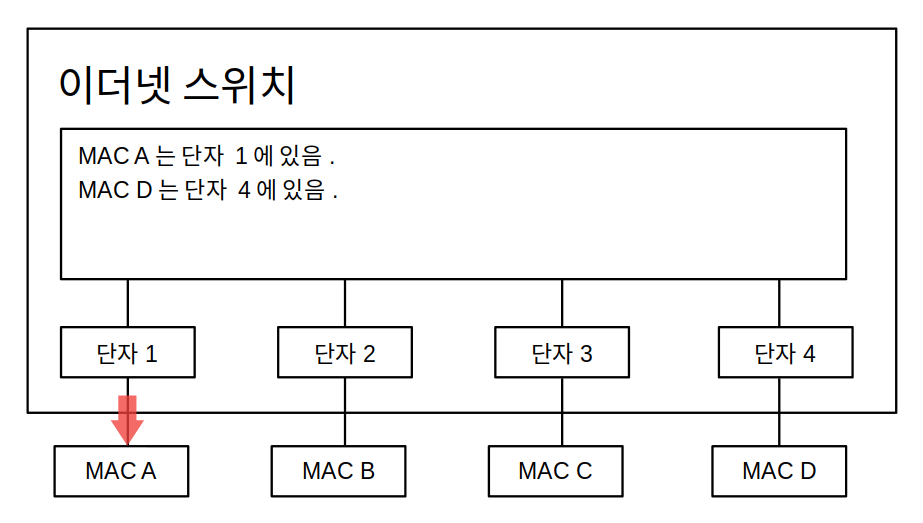 이더넷 스위치
MAC A 는 단자 1 에 있음 .
MAC D 는 단자 4 에 있음 .
단자 1
단자 2
단자 3
단자 4
MAC A
MAC B
MAC C
MAC D